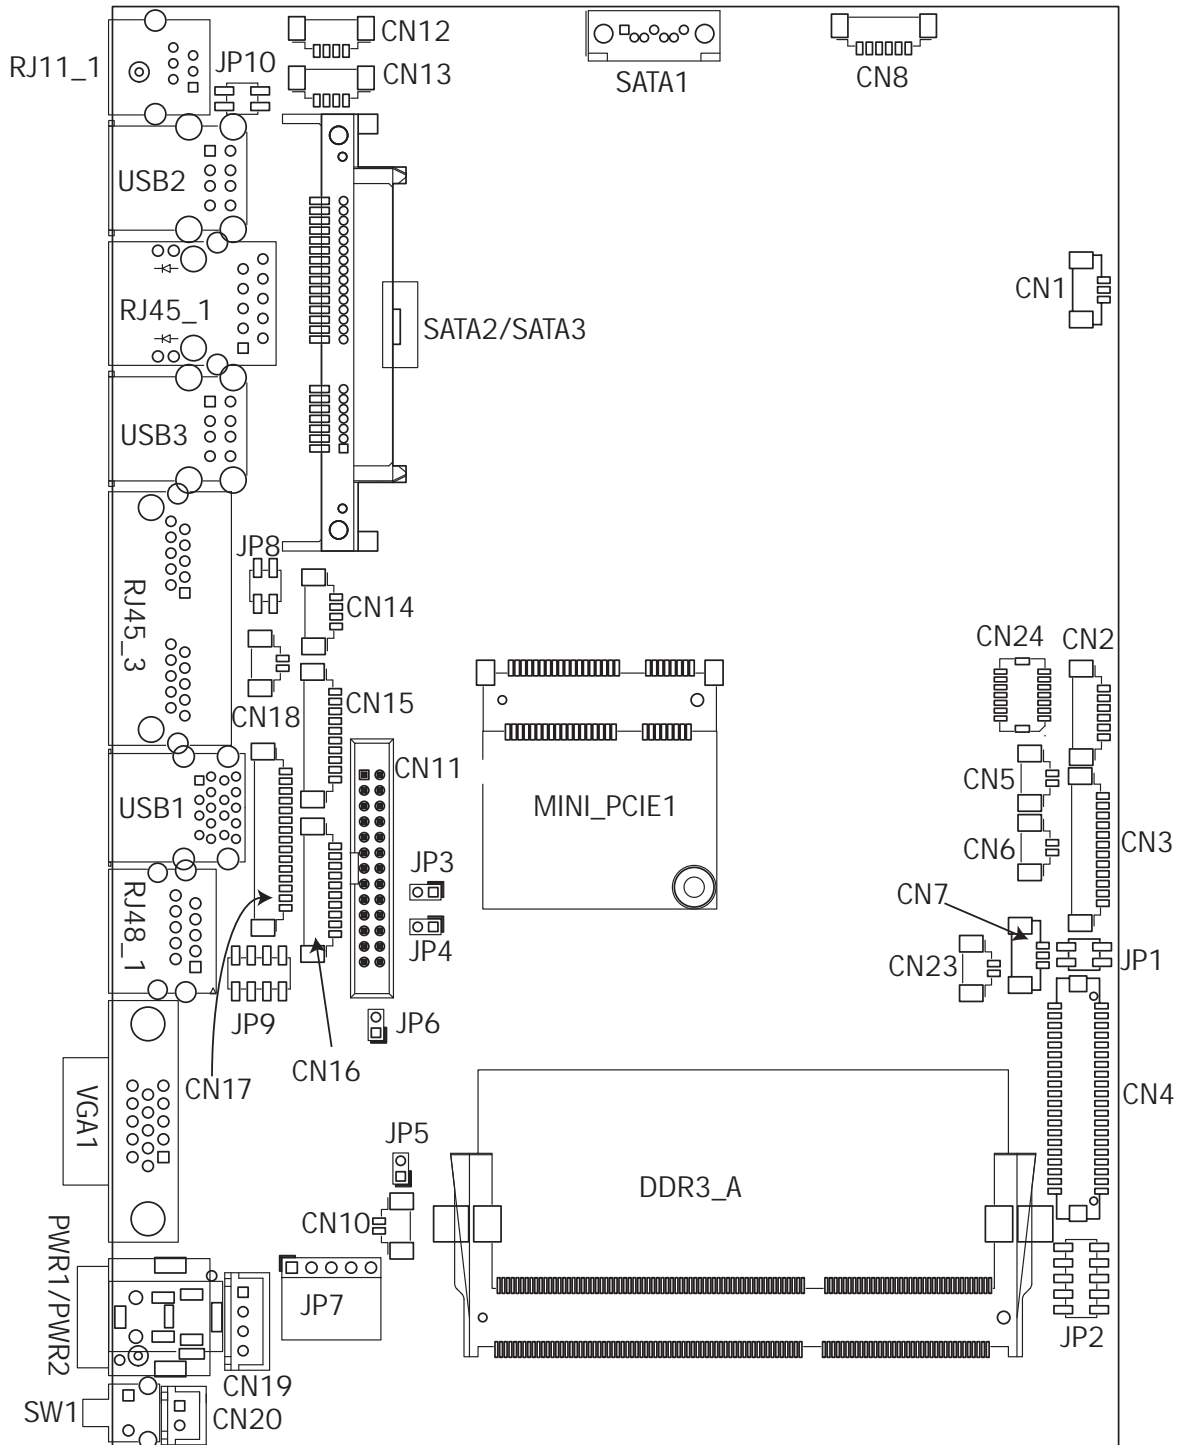 CN12
RJ11_1
JP10
CN13
SATA1
CN8
USB2
CN1
RJ45_1
SATA2/SATA3
USB3
JP8
RJ45_3
CN14
CN24
CN2
CN18
CN15
CN11
CN5
USB1
MINI_PCIE1
CN3
CN6
JP3
CN7
RJ48_1
JP4
CN23
JP1
JP9
JP6
CN16
CN17
CN4
VGA1
JP5
DDR3_A
CN10
PWR1/PWR2
JP7
JP2
CN19
SW1
CN20